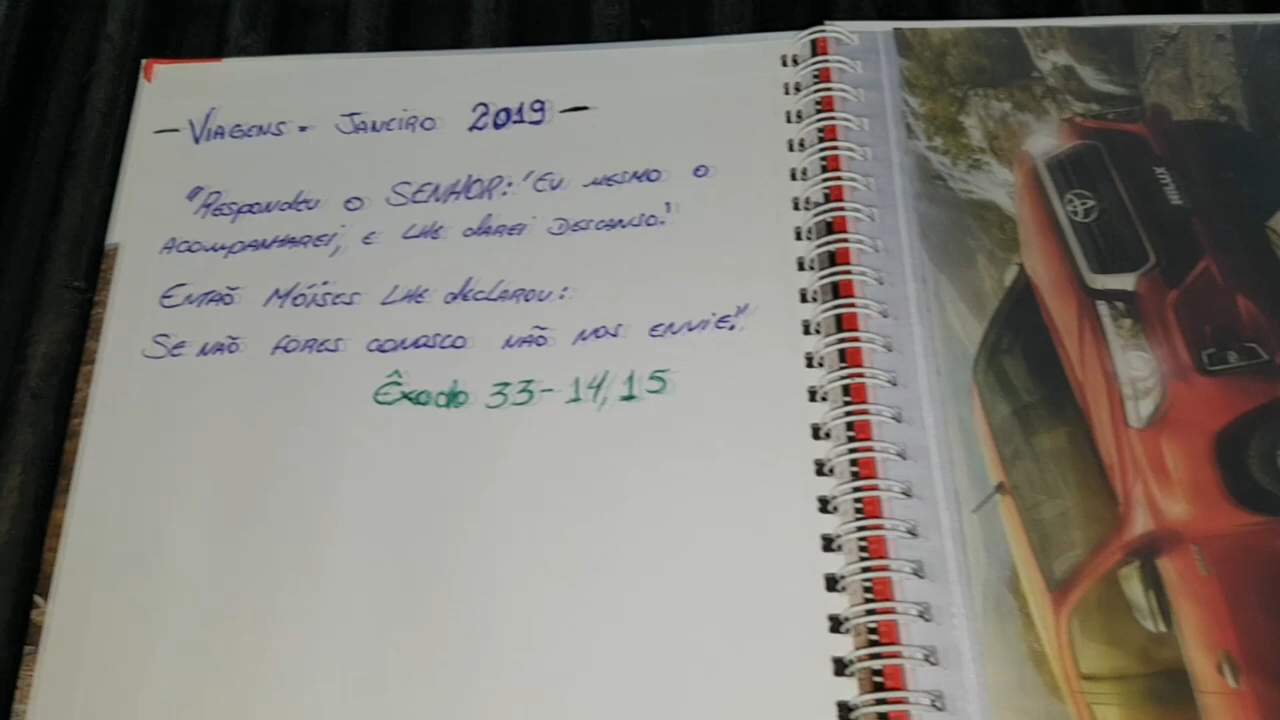 - VIAGENS - JANEIRO 2019 -
"RESPONDEU O SENHOR: 'EU MESMO O
ACOMPANHAREI, E LHE DAREI DESCANSO.'
ENTÃO MÓISES LHE DECLAROU:
SE NÃO FORES CONOSCO NÃO NOS ENVIE."
Êxodo 33-14,15
HILUX